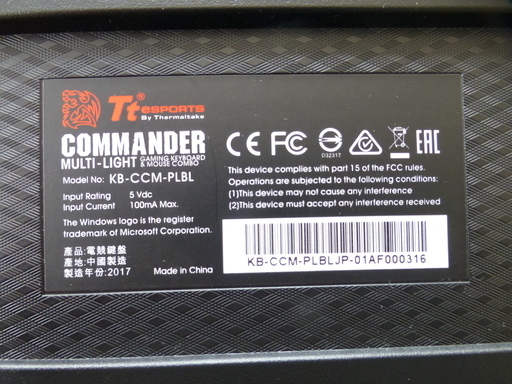 Tt® eSPORTS
By Thermaltake
COMMANDER
MULTI-LIGHT GAMING KEYBOARD & MOUSE COMBO
Model No: KB-CCM-PLBL
Input Rating 5 Vdc
Input Current 100mA Max.
The Windows logo is the register
trademark of Microsoft Corporation.
產品:電競鍵盤
產地:中國製造
製造年份:2017
Made in China
CE FC D32317 EAC
This device complies with part 15 of the FCC rules.
Operations are subjected to the following conditions:
(1)This device may not cause any interference
(2)This device must accept any interference received
KB-CCM-PLBLJP-01AF000316